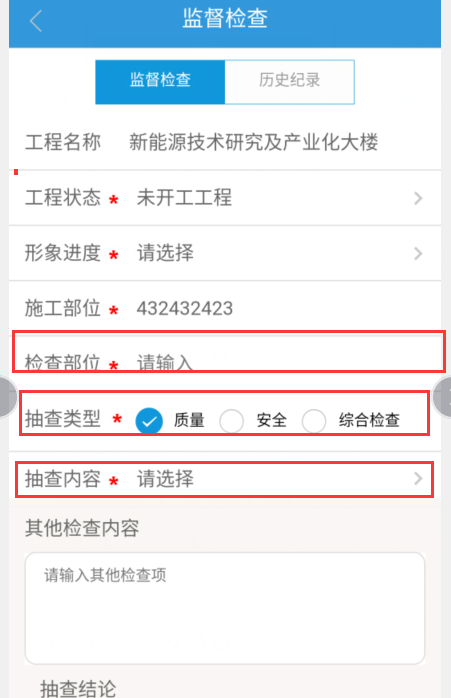 监督检查
监督检查 历史纪录
工程名称 新能源技术研究及产业化大楼
工程状态 * 未开工工程
形象进度 * 请选择
施工部位 * 432432423
检查部位 * 请输入
抽查类型 * 质量 安全 综合检查
抽查内容 * 请选择
其他检查内容
请输入其他检查项
抽查结论